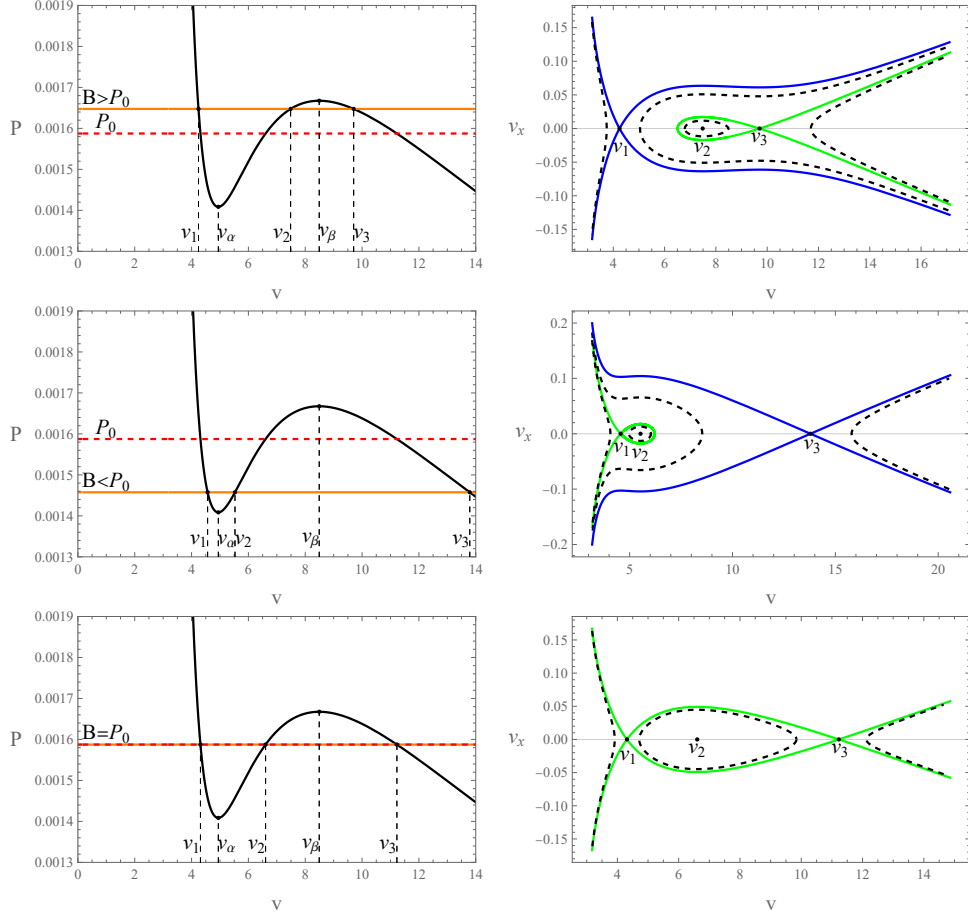 0.0019
0.0018
0.0017
0.0016
0.0015
0.0014
0.0013
P
B>P₀
P₀
v₁
vα
v₂
vβ
v₃
0 2 4 6 8 10 12 14
v
0.15
0.10
0.05
0.00
−0.05
−0.10
−0.15
vₓ
v₁
v₂
v₃
4 6 8 10 12 14 16
v
0.0019
0.0018
0.0017
0.0016
0.0015
0.0014
0.0013
P
P₀
B<P₀
v₁
vα
v₂
vβ
v₃
0 2 4 6 8 10 12 14
v
0.2
0.1
0.0
−0.1
−0.2
vₓ
v₁
v₂
v₃
5 10 15 20
v
0.0019
0.0018
0.0017
0.0016
0.0015
0.0014
0.0013
P
B=P₀
v₁
vα
v₂
vβ
v₃
0 2 4 6 8 10 12 14
v
0.15
0.10
0.05
0.00
−0.05
−0.10
−0.15
vₓ
v₁
v₂
v₃
4 6 8 10 12 14
v